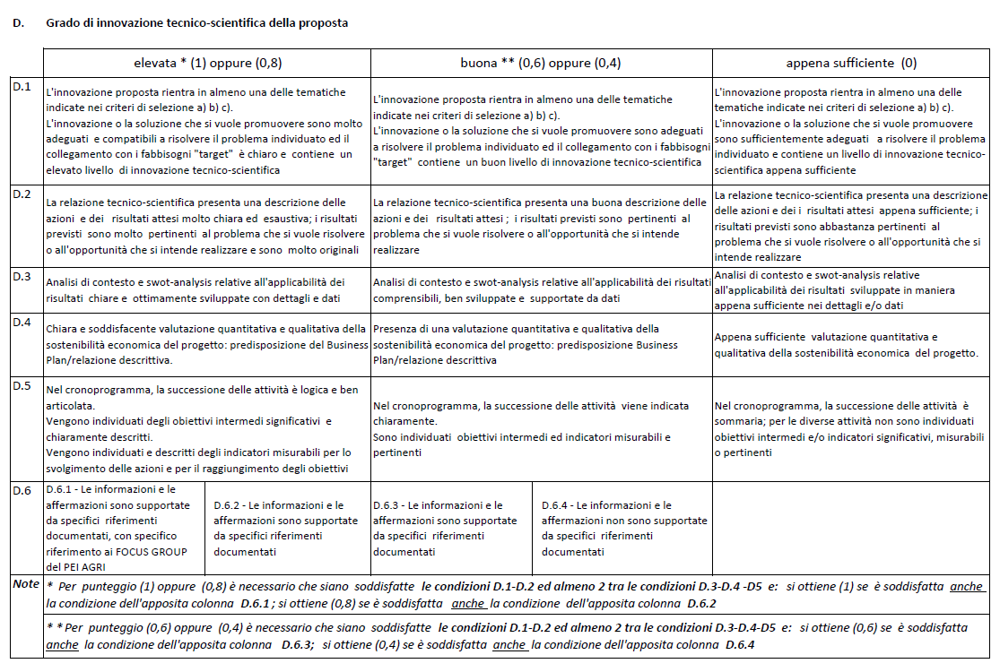 D. Grado di innovazione tecnico-scientifica della proposta
elevata * (1) oppure (0,8)
buona ** (0,6) oppure (0,4)
appena sufficiente (0)
D.1
L'innovazione proposta rientra in almeno una delle tematiche
indicate nei criteri di selezione a) b) c).
L'innovazione o la soluzione che si vuole promuovere sono molto
adeguati e compatibili a risolvere il problema individuato ed il
collegamento con i fabbisogni "target" è chiaro e contiene un
elevato livello di innovazione tecnico-scientifica
L'innovazione proposta rientra in almeno una delle tematiche
indicate nei criteri di selezione a) b) c).
L'innovazione o la soluzione che si vuole promuovere sono adeguati
a risolvere il problema individuato ed il collegamento con i fabbisogni
"target" contiene un buon livello di innovazione tecnico-scientifica
L'innovazione proposta rientra in almeno una delle
tematiche indicate nei criteri di selezione a) b) c).
L'innovazione o la soluzione che si vuole promuovere
sono sufficientemente adeguati a risolvere il problema
individuato e contiene un livello di innovazione tecnico-
scientifica appena sufficiente
D.2
La relazione tecnico-scientifica presenta una descrizione delle
azioni e dei risultati attesi molto chiara ed esaustiva; i risultati
previsti sono molto pertinenti al problema che si vuole risolvere
o all'opportunità che si intende realizzare e sono molto originali
La relazione tecnico-scientifica presenta una buona descrizione delle
azioni e dei risultati attesi ; i risultati previsti sono pertinenti al
problema che si vuole risolvere o all'opportunità che si intende
realizzare
La relazione tecnico-scientifica presenta una descrizione
delle azioni e dei i risultati attesi appena sufficiente; i
risultati previsti sono abbastanza pertinenti al
problema che si vuole risolvere o all'opportunità che si
intende realizzare
D.3
Analisi di contesto e swot-analysis relative all'applicabilità dei
risultati chiare e ottimamente sviluppate con dettagli e dati
Analisi di contesto e swot-analysis relative all'applicabilità dei risultati
comprensibili, ben sviluppate e supportate da dati
Analisi di contesto e swot-analysis relative
all'applicabilità dei risultati sviluppate in maniera
appena sufficiente nei dettagli e/o dati
D.4
Chiara e soddisfacente valutazione quantitativa e qualitativa della
sostenibilità economica del progetto: predisposizione del Business
Plan/relazione descrittiva.
Presenza di una valutazione quantitativa e qualitativa della
sostenibilità economica del progetto: predisposizione Business
Plan/relazione descrittiva
Appena sufficiente valutazione quantitativa e
qualitativa della sostenibilità economica del progetto.
D.5
Nel cronoprogramma, la successione delle attività è logica e ben
articolata.
Vengono individuati degli obiettivi intermedi significativi e
chiaramente descritti.
Vengono individuati e descritti degli indicatori misurabili per lo
svolgimento delle azioni e per il raggiungimento degli obiettivi
Nel cronoprogramma, la successione delle attività viene indicata
chiaramente.
Sono individuati obiettivi intermedi ed indicatori misurabili e
pertinenti
Nel cronoprogramma, la successione delle attività è
sommaria; per le diverse attività non sono individuati
obiettivi intermedi e/o indicatori significativi, misurabili
o pertinenti
D.6
D.6.1 - Le informazioni e le
affermazioni sono supportate
da specifici riferimenti
documentati, con specifico
riferimento ai FOCUS GROUP
del PEI AGRI
D.6.2 - Le informazioni e le
affermazioni sono supportate
da specifici riferimenti
documentati
D.6.3 - Le informazioni e le
affermazioni sono supportate
da specifici riferimenti
documentati
D.6.4 - Le informazioni e le
affermazioni non sono supportate
da specifici riferimenti
documentati
Note
* Per punteggio (1) oppure (0,8) è necessario che siano soddisfatte le condizioni D.1-D.2 ed almeno 2 tra le condizioni D.3-D.4 -D5 e: si ottiene (1) se è soddisfatta anche
la condizione dell'apposita colonna D.6.1 ; si ottiene (0,8) se è soddisfatta anche la condizione dell'apposita colonna D.6.2
* * Per punteggio (0,6) oppure (0,4) è necessario che siano soddisfatte le condizioni D.1-D.2 ed almeno 2 tra le condizioni D.3-D.4-D5 e: si ottiene (0,6) se è soddisfatta
anche la condizione dell'apposita colonna D.6.3; si ottiene (0,4) se è soddisfatta anche la condizione dell'apposita colonna D.6.4